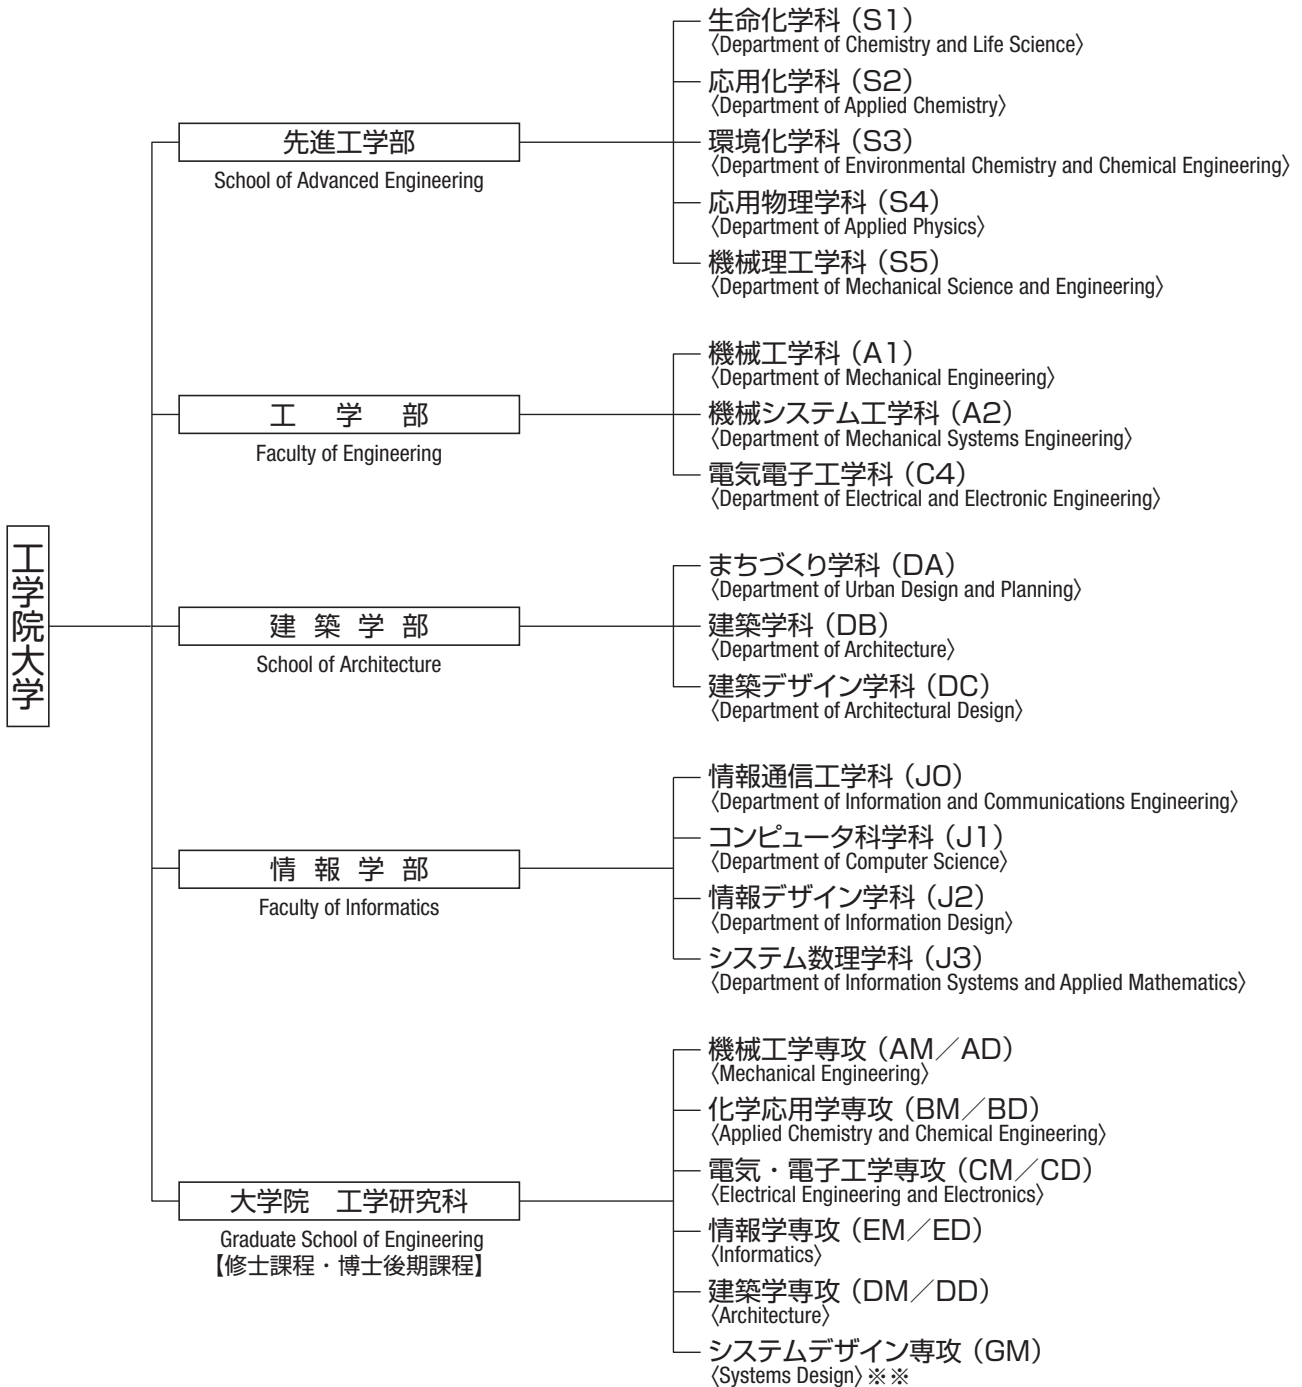 工学院大学
先進工学部
School of Advanced Engineering
生命化学科（S1）
〈Department of Chemistry and Life Science〉
応用化学科（S2）
〈Department of Applied Chemistry〉
環境化学科（S3）
〈Department of Environmental Chemistry and Chemical Engineering〉
応用物理学科（S4）
〈Department of Applied Physics〉
機械理工学科（S5）
〈Department of Mechanical Science and Engineering〉
工　学　部
Faculty of Engineering
機械工学科（A1）
〈Department of Mechanical Engineering〉
機械システム工学科（A2）
〈Department of Mechanical Systems Engineering〉
電気電子工学科（C4）
〈Department of Electrical and Electronic Engineering〉
建 築 学 部
School of Architecture
まちづくり学科（DA）
〈Department of Urban Design and Planning〉
建築学科（DB）
〈Department of Architecture〉
建築デザイン学科（DC）
〈Department of Architectural Design〉
情 報 学 部
Faculty of Informatics
情報通信工学科（J0）
〈Department of Information and Communications Engineering〉
コンピュータ科学科（J1）
〈Department of Computer Science〉
情報デザイン学科（J2）
〈Department of Information Design〉
システム数理学科（J3）
〈Department of Information Systems and Applied Mathematics〉
大学院　工学研究科
Graduate School of Engineering
【修士課程・博士後期課程】
機械工学専攻（AM／AD）
〈Mechanical Engineering〉
化学応用学専攻（BM／BD）
〈Applied Chemistry and Chemical Engineering〉
電気・電子工学専攻（CM／CD）
〈Electrical Engineering and Electronics〉
情報学専攻（EM／ED）
〈Informatics〉
建築学専攻（DM／DD）
〈Architecture〉
システムデザイン専攻（GM）
〈Systems Design〉※※